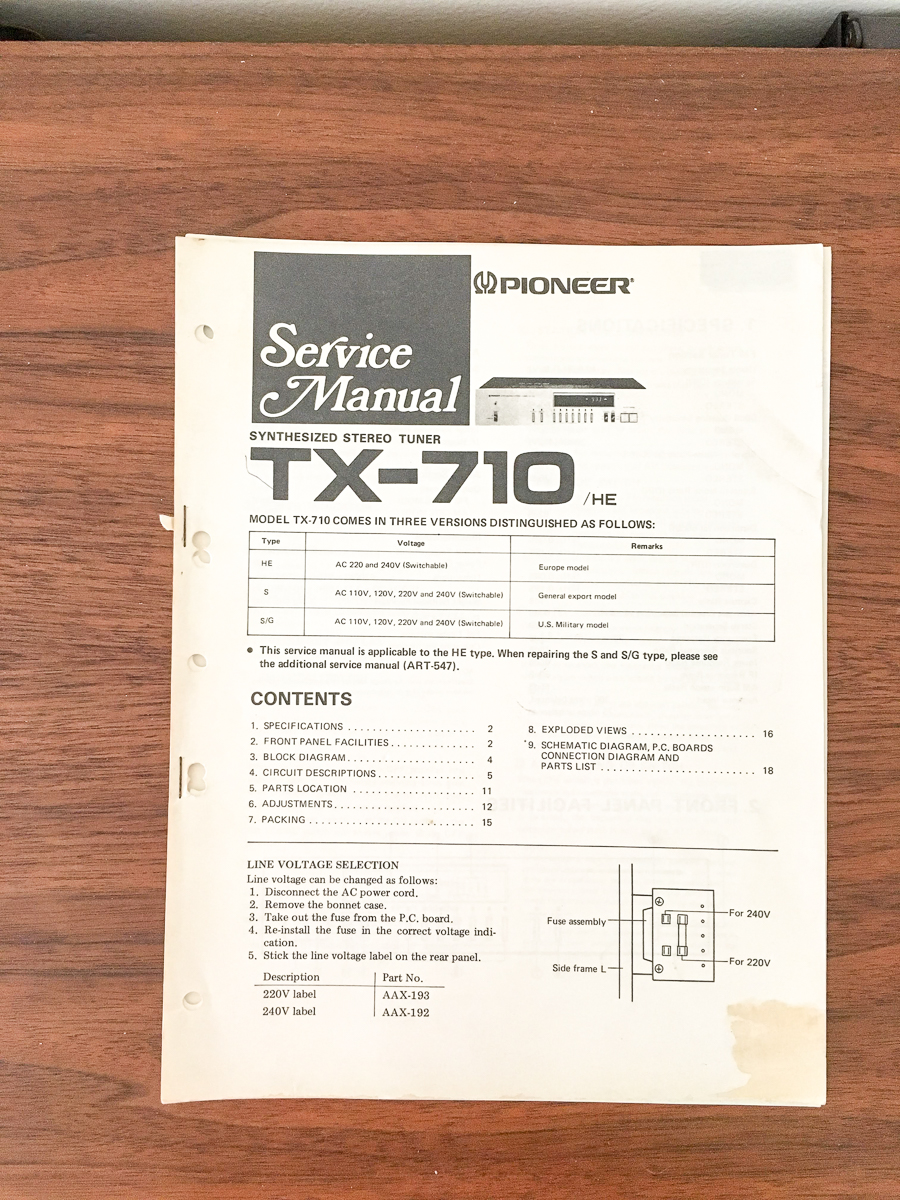 PIONEER
Service
Manual
SYNTHESIZED STEREO TUNER
TX-710 /HE
MODEL TX-710 COMES IN THREE VERSIONS DISTINGUISHED AS FOLLOWS:
Type Voltage Remarks
HE AC 220 and 240V (Switchable) Europe model
S AC 110V, 120V, 220V and 240V (Switchable) General export model
S/G AC 110V, 120V, 220V and 240V (Switchable) U.S. Military model
● This service manual is applicable to the HE type. When repairing the S and S/G type, please see
the additional service manual (ART-547).
CONTENTS
1. SPECIFICATIONS . . . . . . . . . . . . . . . . . . . . . 2
2. FRONT PANEL FACILITIES . . . . . . . . . . . . . . 2
3. BLOCK DIAGRAM . . . . . . . . . . . . . . . . . . . . . 4
4. CIRCUIT DESCRIPTIONS . . . . . . . . . . . . . . . . 5
5. PARTS LOCATION . . . . . . . . . . . . . . . . . . . . 11
6. ADJUSTMENTS . . . . . . . . . . . . . . . . . . . . . . . 12
7. PACKING . . . . . . . . . . . . . . . . . . . . . . . . . . . 15
8. EXPLODED VIEWS . . . . . . . . . . . . . . . . . . . . 16
9. SCHEMATIC DIAGRAM, P.C. BOARDS
CONNECTION DIAGRAM AND
PARTS LIST . . . . . . . . . . . . . . . . . . . . . . . . . 18
LINE VOLTAGE SELECTION
Line voltage can be changed as follows:
1. Disconnect the AC power cord.
2. Remove the bonnet case.
3. Take out the fuse from the P.C. board.
4. Re-install the fuse in the correct voltage indi-
cation.
5. Stick the line voltage label on the rear panel.
Description Part No.
220V label AAX-193
240V label AAX-192
For 240V
Fuse assembly
For 220V
Side frame L